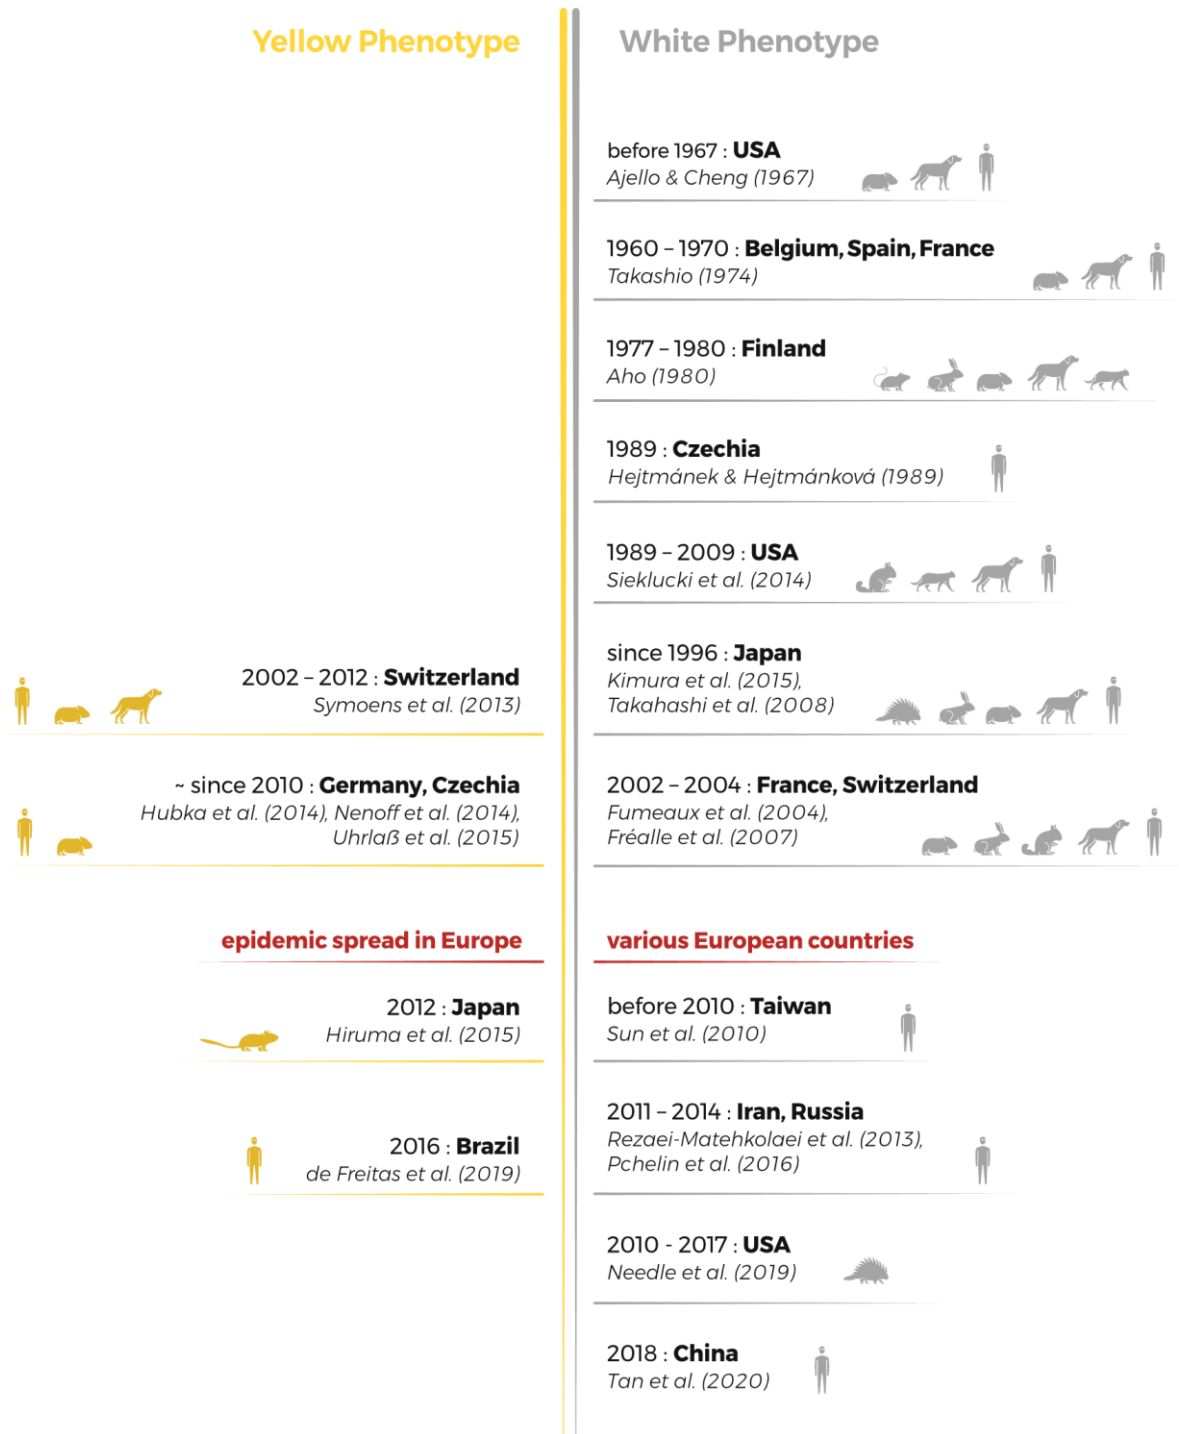 Yellow Phenotype
White Phenotype
before 1967 : USA
Ajello & Cheng (1967)
1960 – 1970 : Belgium, Spain, France
Takashio (1974)
1977 – 1980 : Finland
Aho (1980)
1989 : Czechia
Hejtmánek & Hejtmánková (1989)
1989 – 2009 : USA
Sieklucki et al. (2014)
since 1996 : Japan
Kimura et al. (2015),
Takahashi et al. (2008)
2002 – 2012 : Switzerland
Symoens et al. (2013)
~ since 2010 : Germany, Czechia
Hubka et al. (2014), Nenoff et al. (2014),
Uhrlaß et al. (2015)
2002 – 2004 : France, Switzerland
Fumeaux et al. (2004),
Fréalle et al. (2007)
epidemic spread in Europe
various European countries
2012 : Japan
Hiruma et al. (2015)
before 2010 : Taiwan
Sun et al. (2010)
2016 : Brazil
de Freitas et al. (2019)
2011 – 2014 : Iran, Russia
Rezaei-Matehkolaei et al. (2013),
Pchelin et al. (2016)
2010 - 2017 : USA
Needle et al. (2019)
2018 : China
Tan et al. (2020)